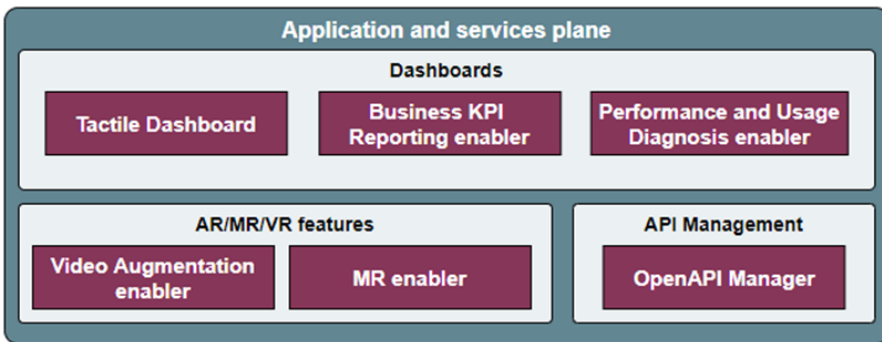 Application and services plane
Dashboards
Tactile Dashboard
Business KPI
Reporting enabler
Performance and Usage
Diagnosis enabler
AR/MR/VR features
Video Augmentation
enabler
MR enabler
API Management
OpenAPI Manager